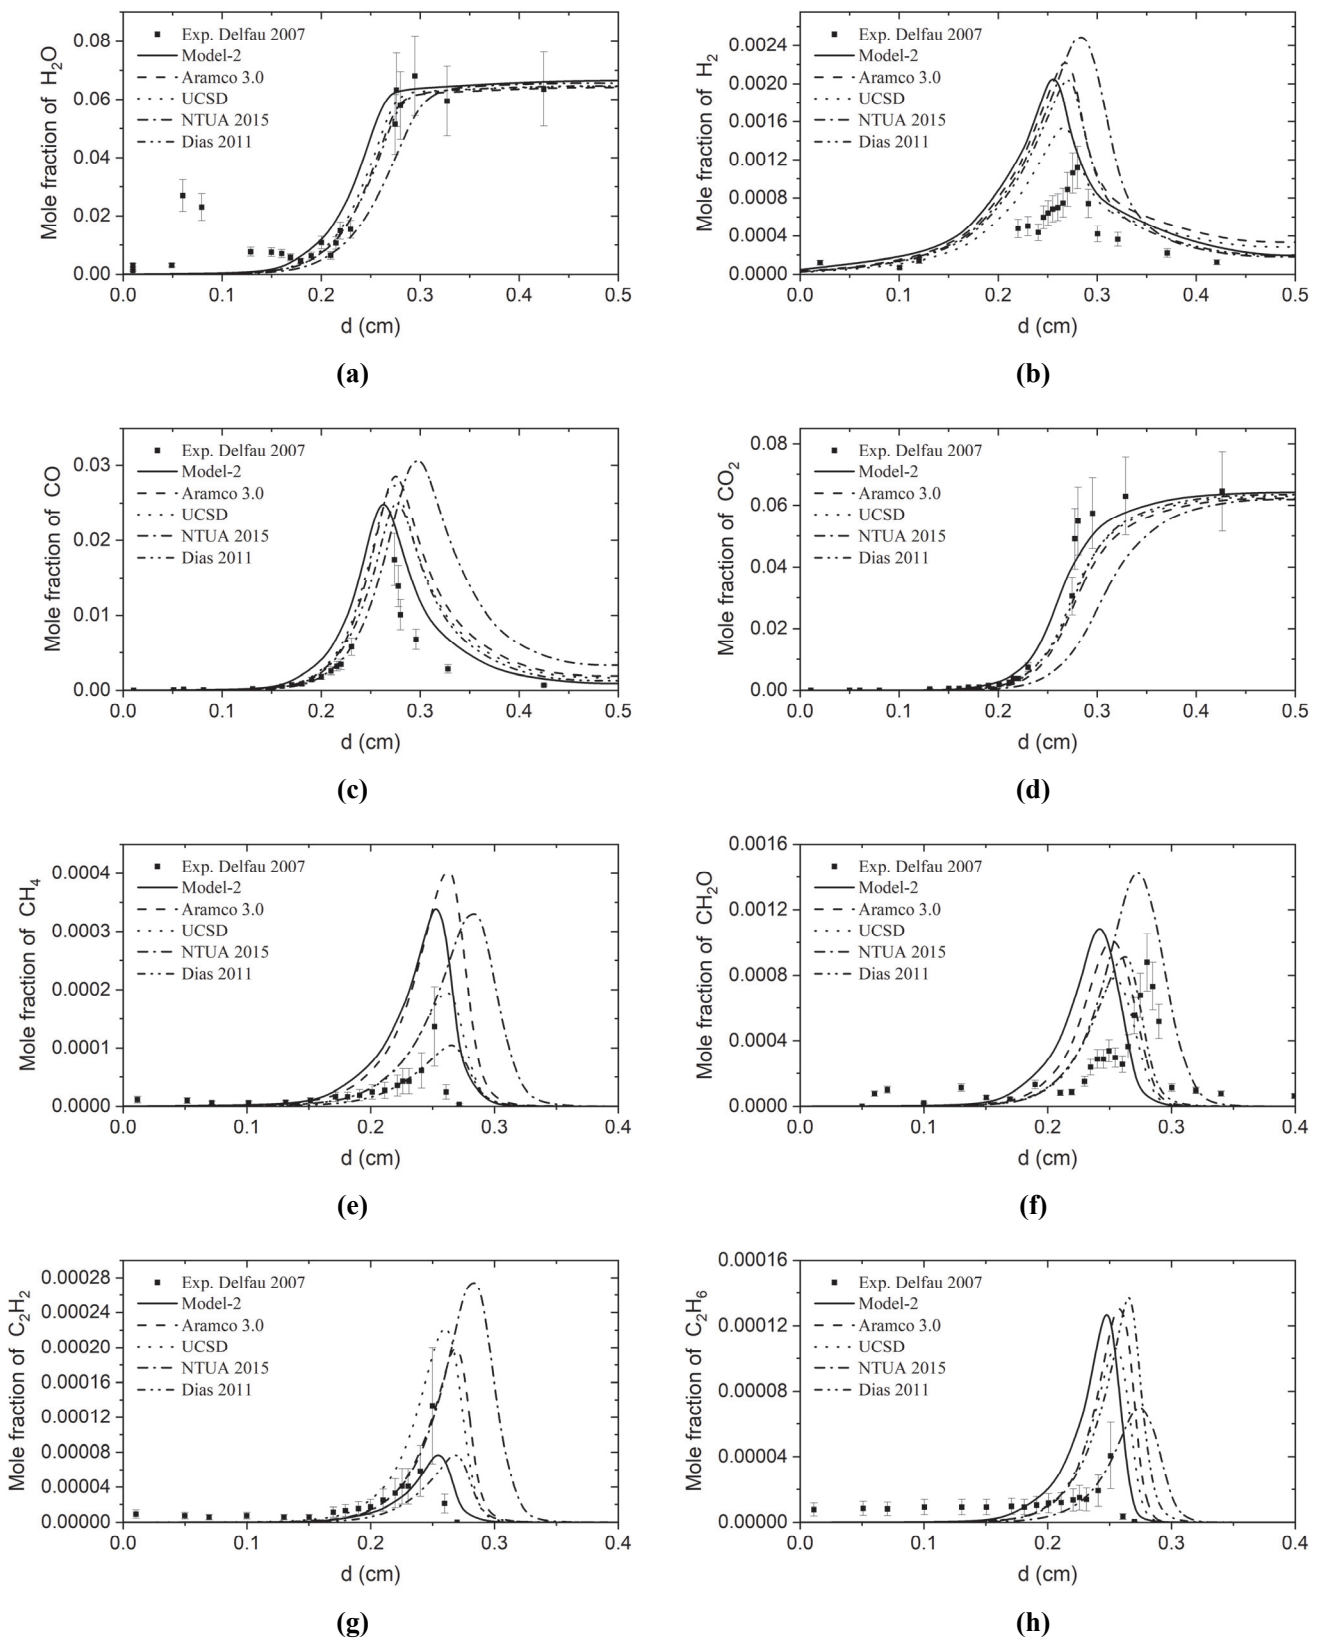 Mole fraction of H2O
0.08
0.06
0.04
0.02
0.00
Exp. Delfau 2007
Model-2
Aramco 3.0
UCSD
NTUA 2015
Dias 2011
0.0 0.1 0.2 0.3 0.4 0.5
d (cm)
(a)
Mole fraction of H2
0.0024
0.0020
0.0016
0.0012
0.0008
0.0004
0.0000
Exp. Delfau 2007
Model-2
Aramco 3.0
UCSD
NTUA 2015
Dias 2011
0.0 0.1 0.2 0.3 0.4 0.5
d (cm)
(b)
Mole fraction of CO
0.03
0.02
0.01
0.00
Exp. Delfau 2007
Model-2
Aramco 3.0
UCSD
NTUA 2015
Dias 2011
0.0 0.1 0.2 0.3 0.4 0.5
d (cm)
(c)
Mole fraction of CO2
0.08
0.06
0.04
0.02
0.00
Exp. Delfau 2007
Model-2
Aramco 3.0
UCSD
NTUA 2015
Dias 2011
0.0 0.1 0.2 0.3 0.4 0.5
d (cm)
(d)
Mole fraction of CH4
0.0004
0.0003
0.0002
0.0001
0.0000
Exp. Delfau 2007
Model-2
Aramco 3.0
UCSD
NTUA 2015
Dias 2011
0.0 0.1 0.2 0.3 0.4
d (cm)
(e)
Mole fraction of CH2O
0.0016
0.0012
0.0008
0.0004
0.0000
Exp. Delfau 2007
Model-2
Aramco 3.0
UCSD
NTUA 2015
Dias 2011
0.0 0.1 0.2 0.3 0.4
d (cm)
(f)
Mole fraction of C2H2
0.00028
0.00024
0.00020
0.00016
0.00012
0.00008
0.00004
0.00000
Exp. Delfau 2007
Model-2
Aramco 3.0
UCSD
NTUA 2015
Dias 2011
0.0 0.1 0.2 0.3 0.4
d (cm)
(g)
Mole fraction of C2H6
0.00016
0.00012
0.00008
0.00004
0.00000
Exp. Delfau 2007
Model-2
Aramco 3.0
UCSD
NTUA 2015
Dias 2011
0.0 0.1 0.2 0.3 0.4
d (cm)
(h)